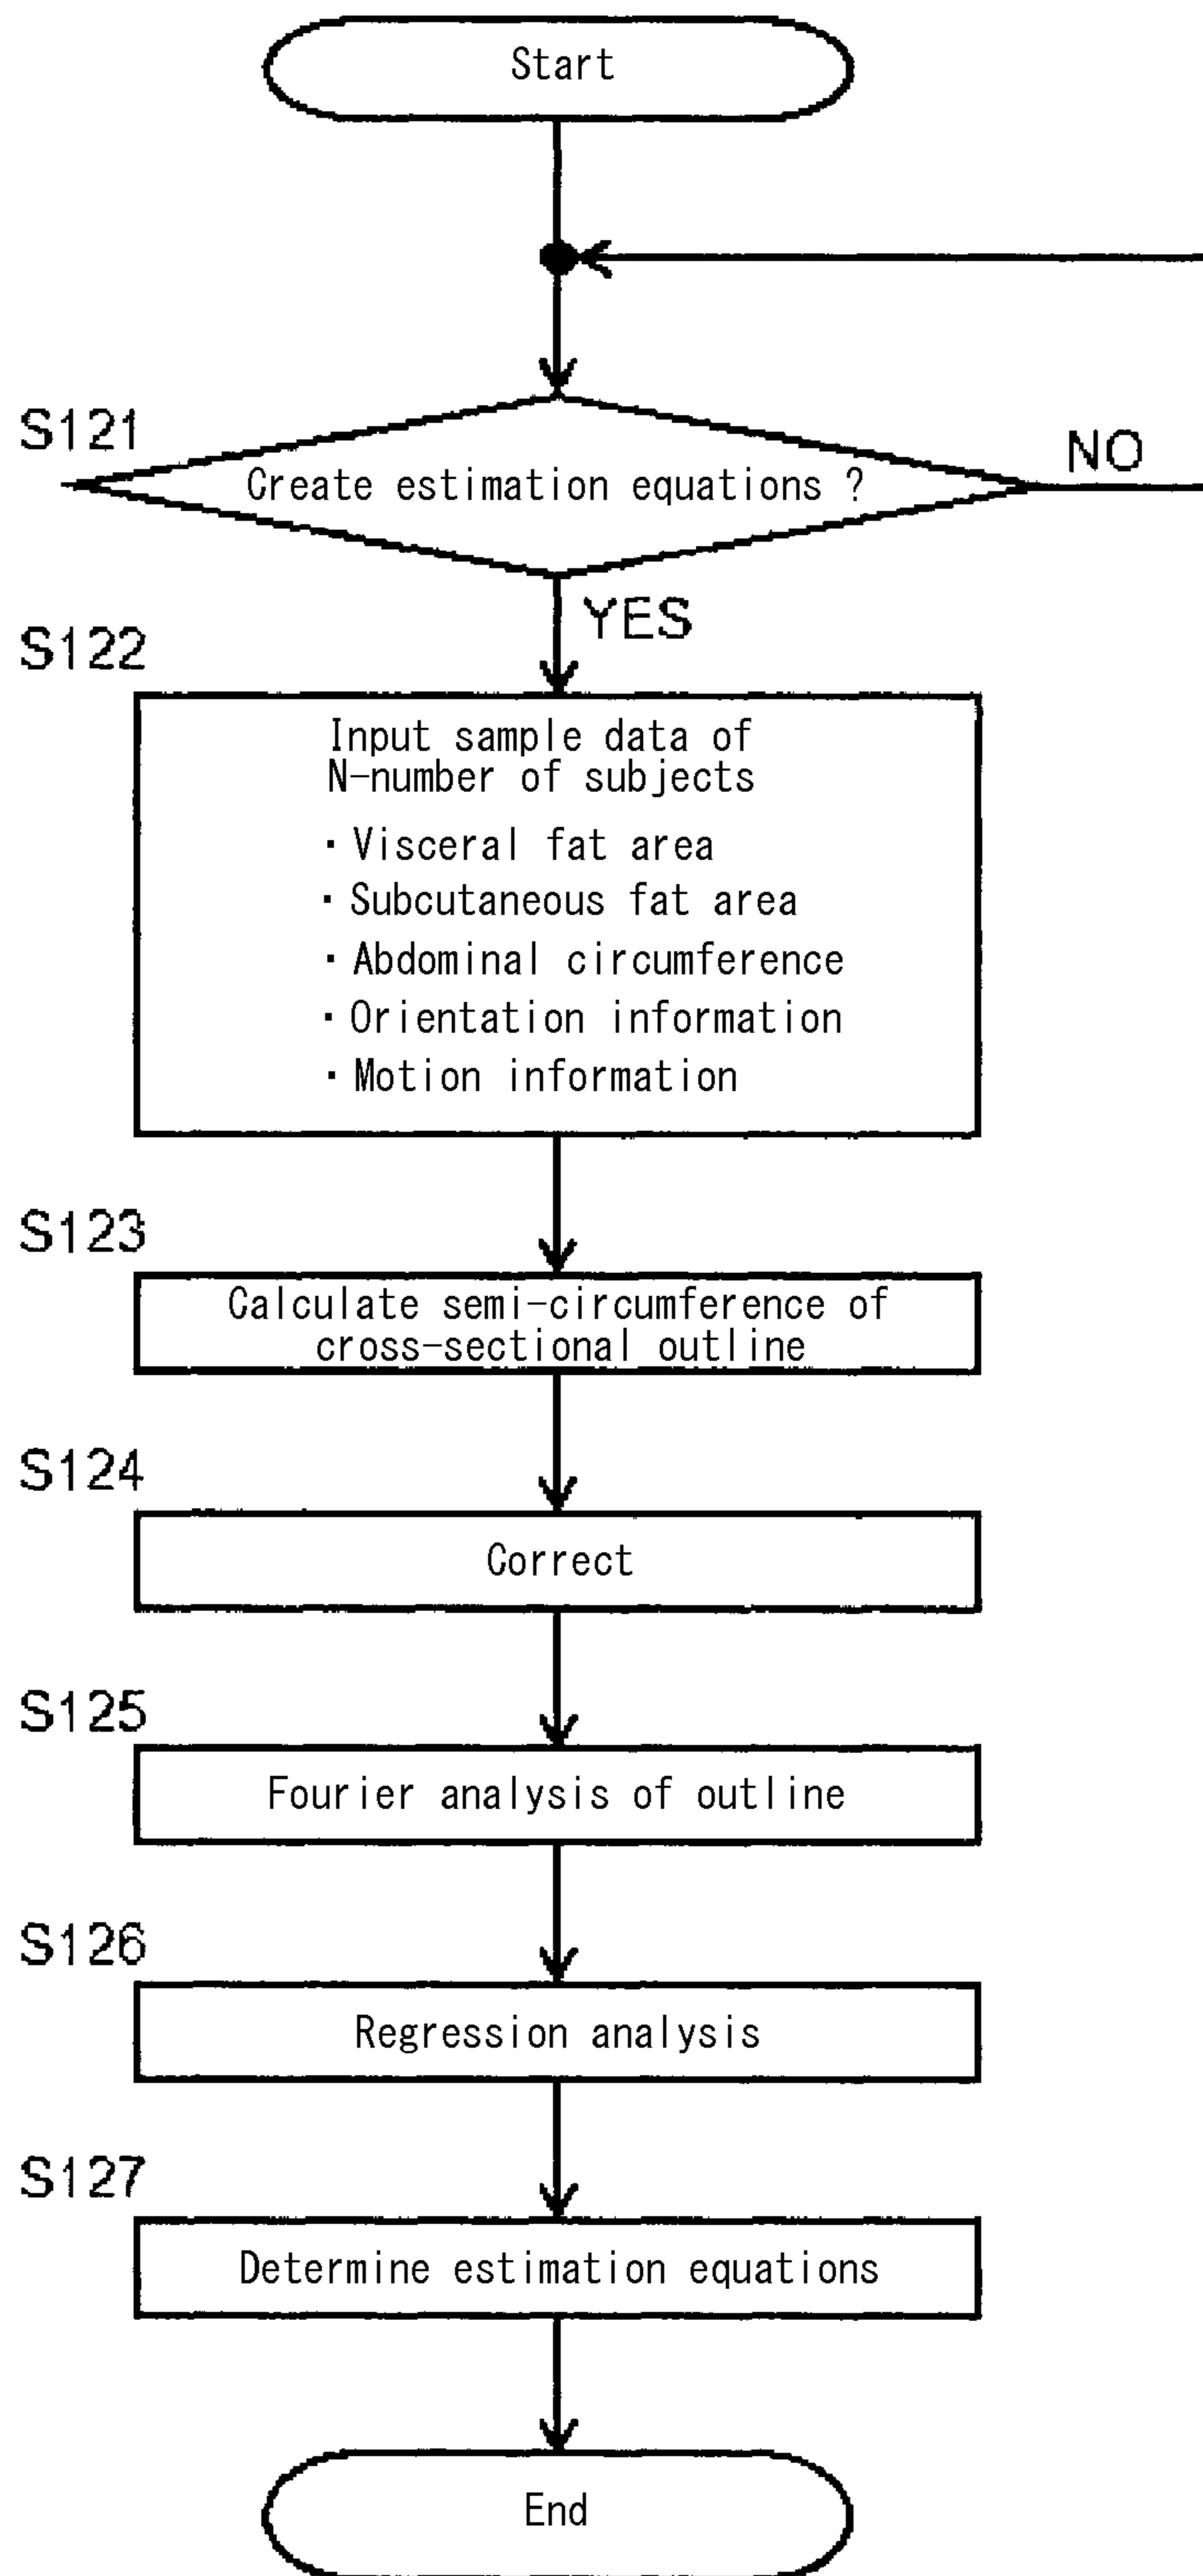 Start
S121
Create estimation equations ?
NO
YES
S122
Input sample data of
N-number of subjects
・Visceral fat area
・Subcutaneous fat area
・Abdominal circumference
・Orientation information
・Motion information
S123
Calculate semi-circumference of
cross-sectional outline
S124
Correct
S125
Fourier analysis of outline
S126
Regression analysis
S127
Determine estimation equations
End